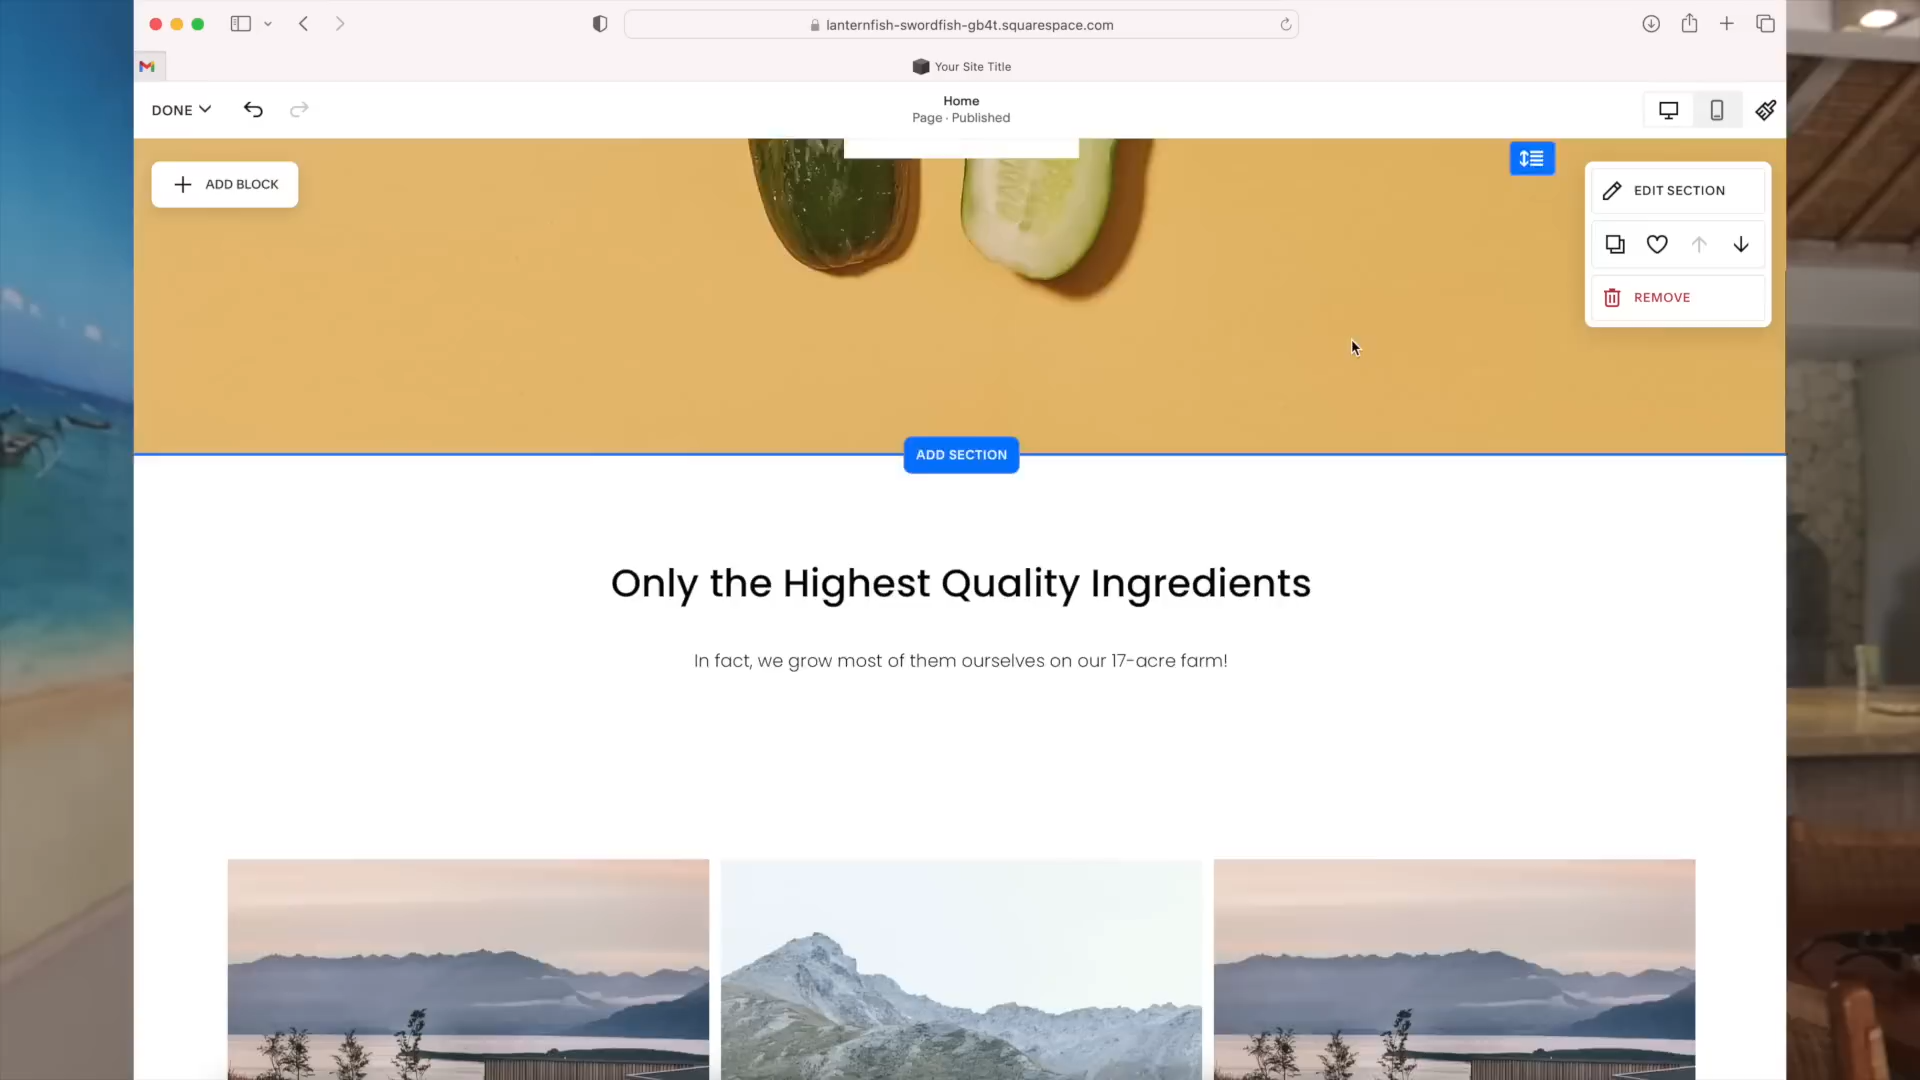 lanternfish-swordfish-gb4t.squarespace.com
Your Site Title
DONE
Home
Page · Published
ADD BLOCK
EDIT SECTION
REMOVE
ADD SECTION
Only the Highest Quality Ingredients
In fact, we grow most of them ourselves on our 17-acre farm!